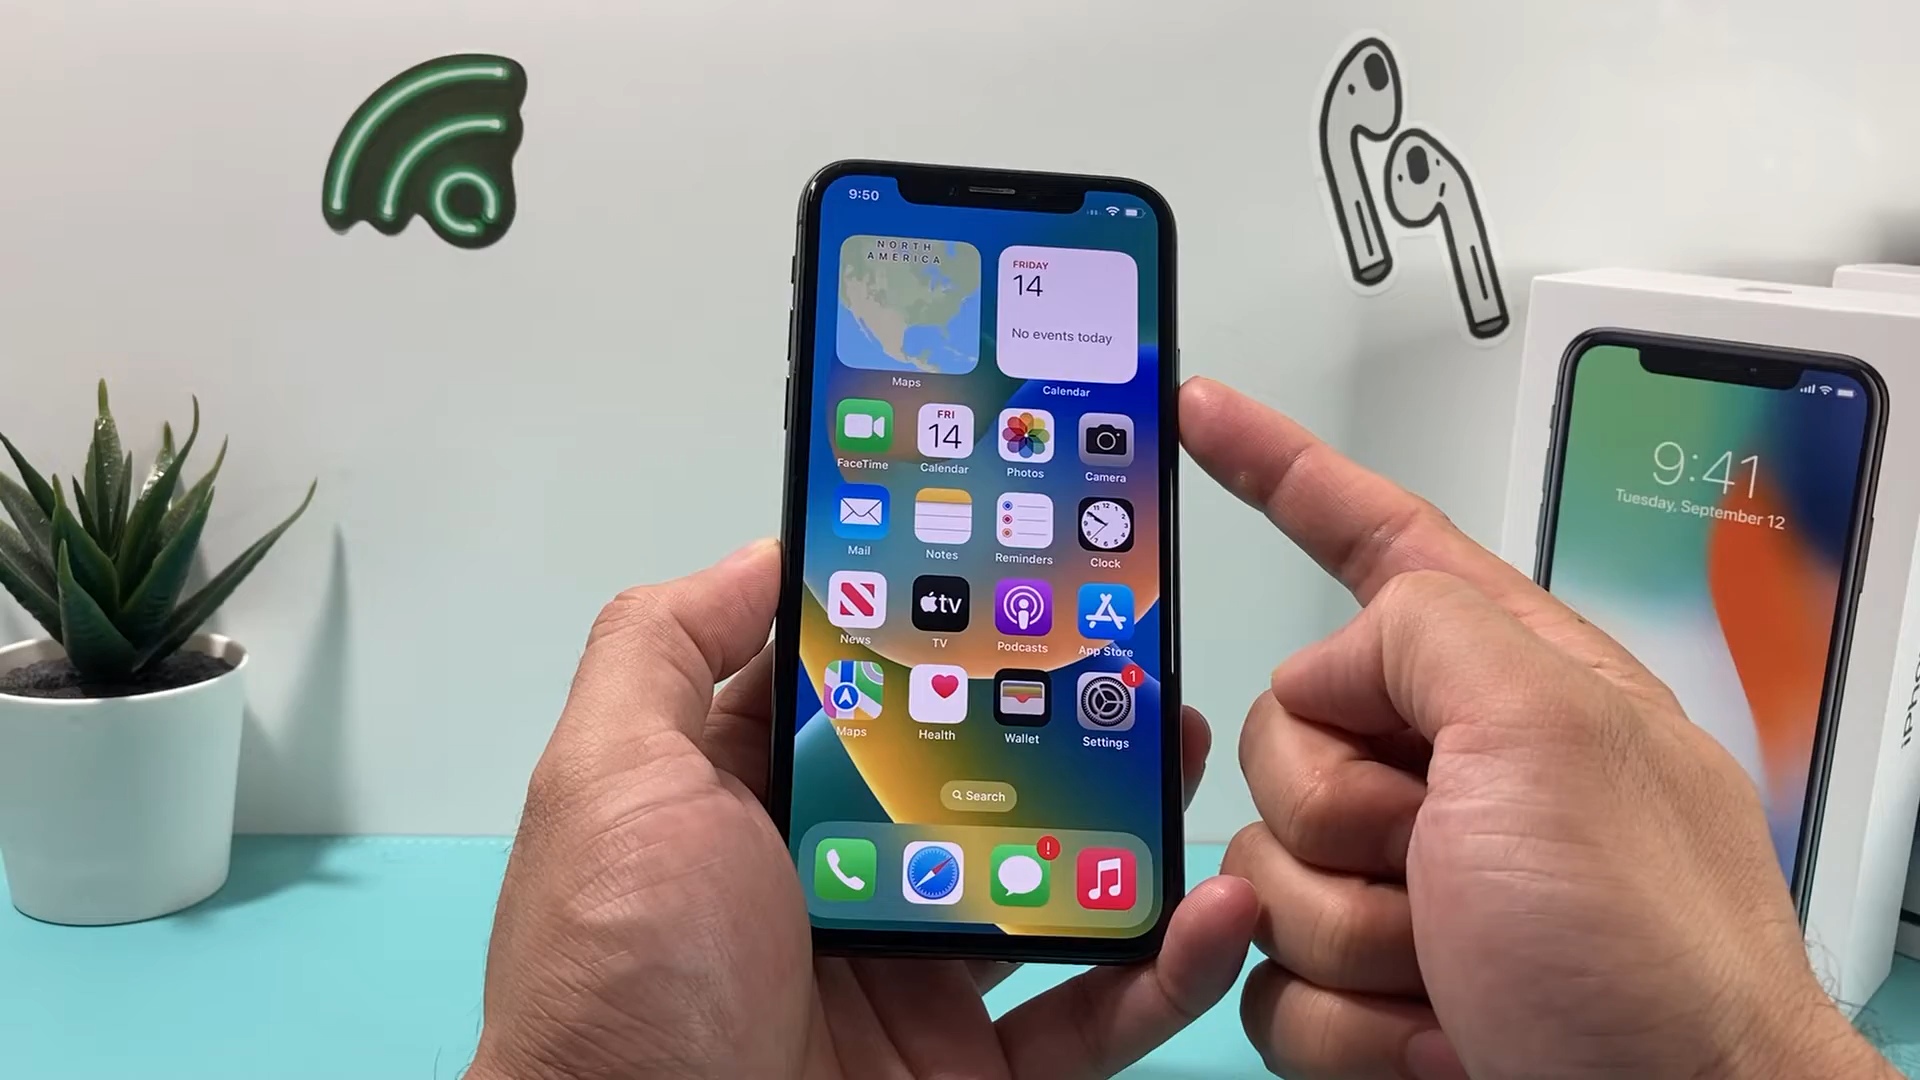 9:50
NORTH
AMERICA
Maps
FRIDAY
14
No events today
Calendar
FaceTime
FRI
14
Calendar
Photos
Camera
Mail
Notes
Reminders
Clock
News
tv
TV
Podcasts
App Store
Maps
Health
Wallet
1
Settings
Search
!
9:41
Tuesday, September 12